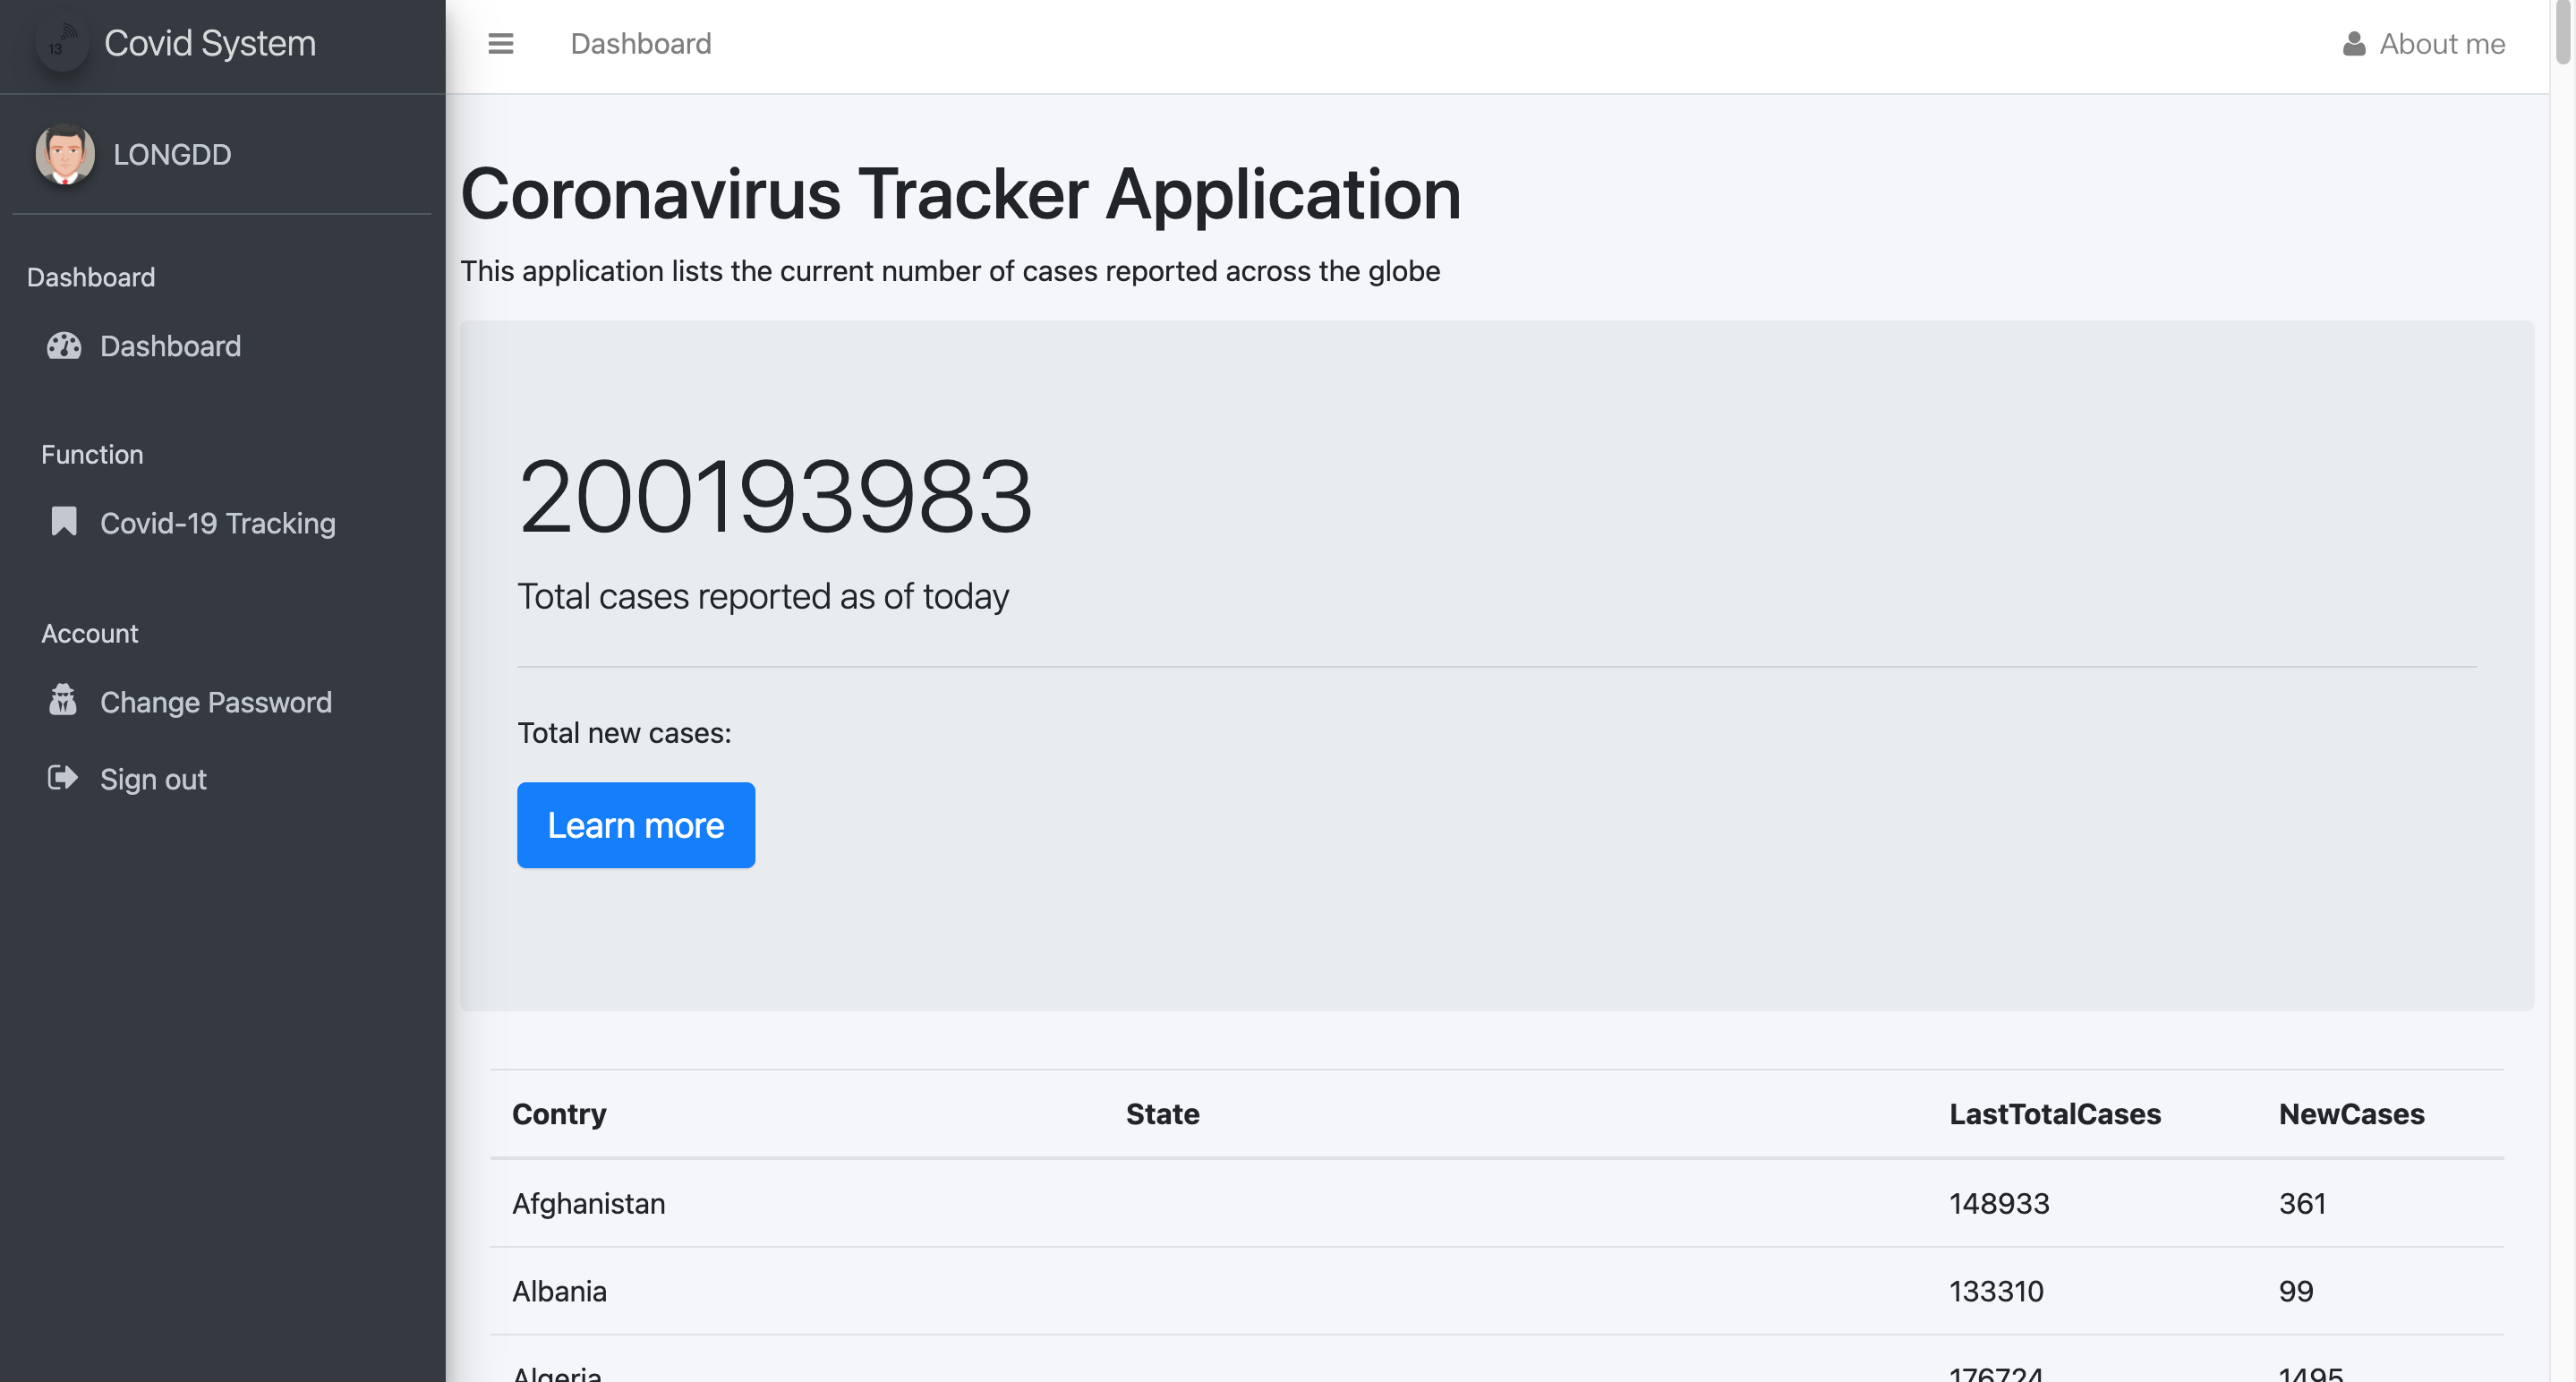 13
Covid System
Dashboard
About me
LONGDD
Dashboard
Dashboard
Function
Covid-19 Tracking
Account
Change Password
Sign out
Coronavirus Tracker Application
This application lists the current number of cases reported across the globe
200193983
Total cases reported as of today
Total new cases:
Learn more
Contry State LastTotalCases NewCases
Afghanistan 148933 361
Albania 133310 99
Algeria 176724 1495